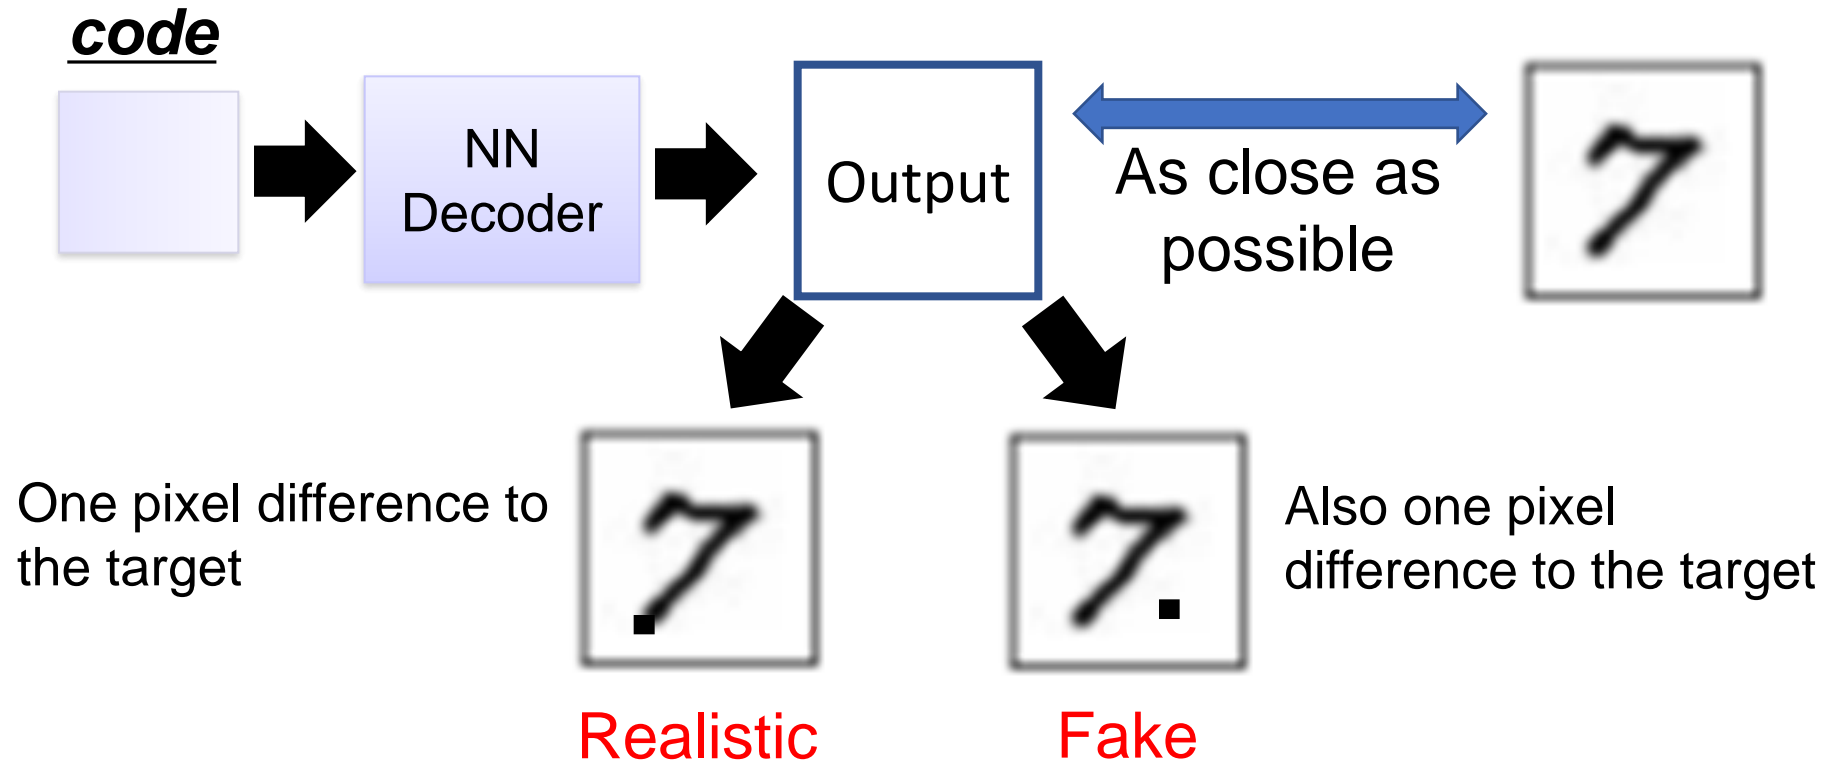 code
NN
Decoder
Output
As close as
possible
One pixel difference to
the target
Also one pixel
difference to the target
Realistic
Fake